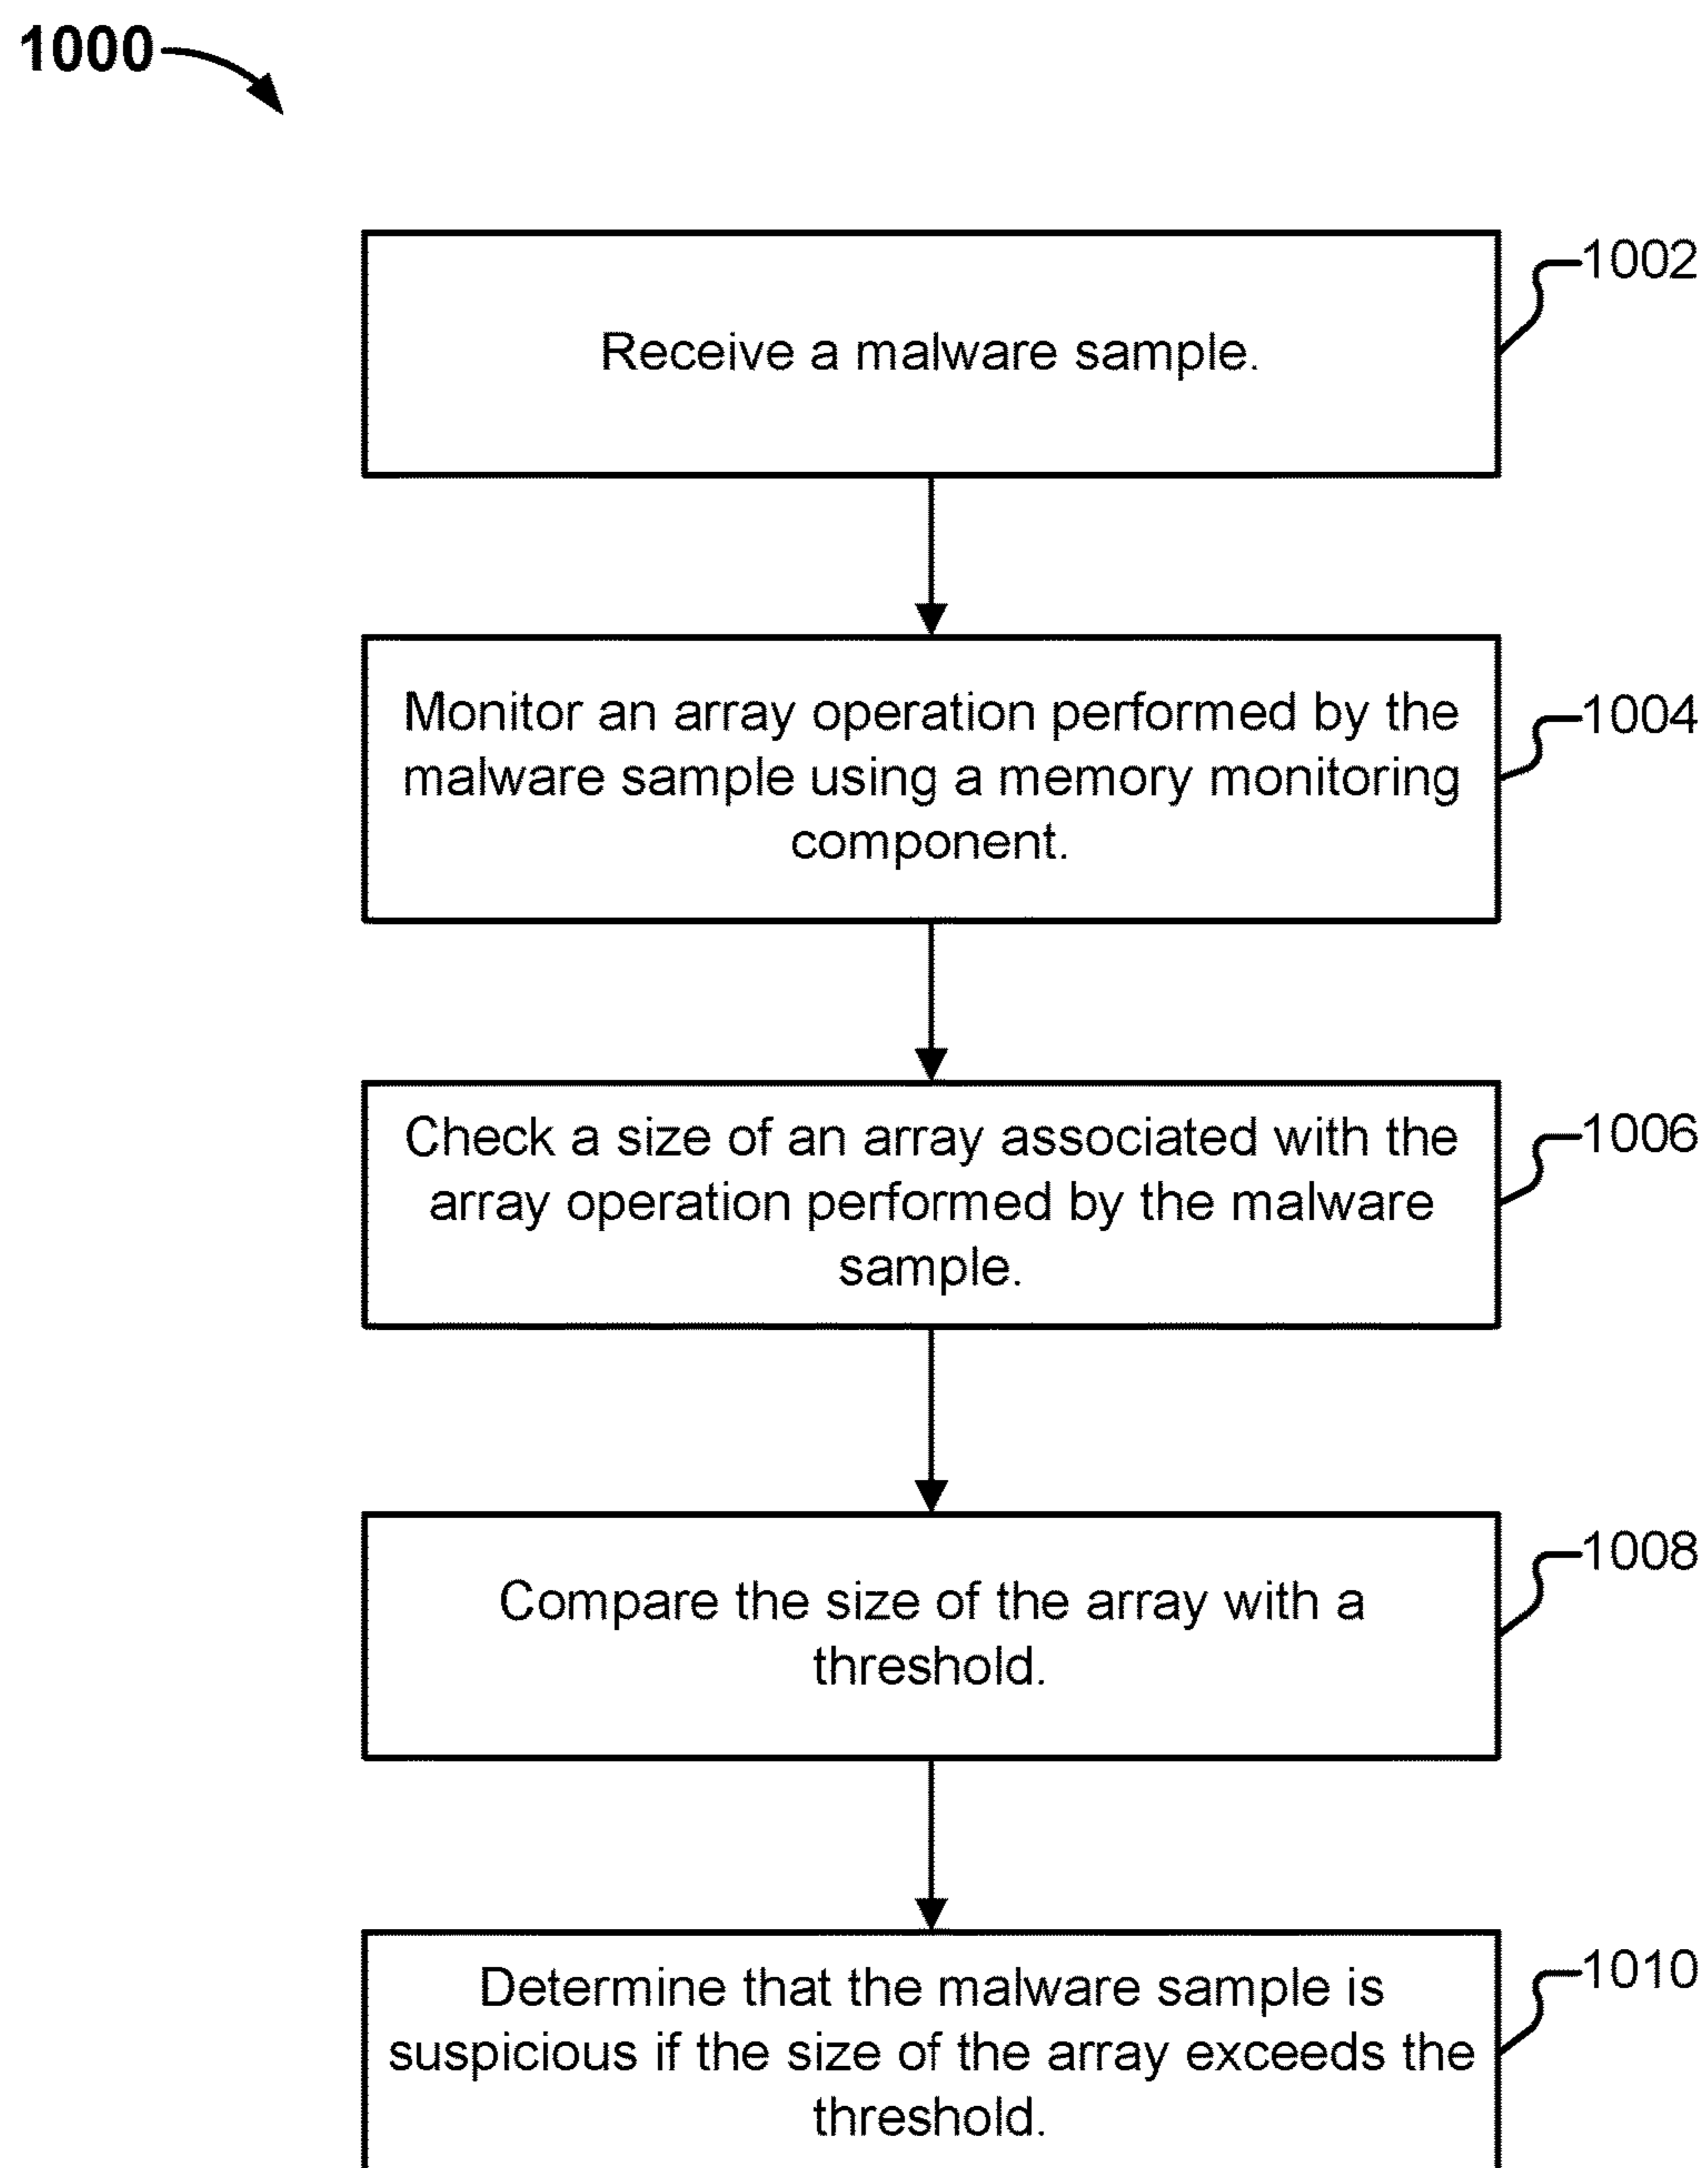 1000
1002
Receive a malware sample.
1004
Monitor an array operation performed by the
malware sample using a memory monitoring
component.
1006
Check a size of an array associated with the
array operation performed by the malware
sample.
1008
Compare the size of the array with a
threshold.
1010
Determine that the malware sample is
suspicious if the size of the array exceeds the
threshold.